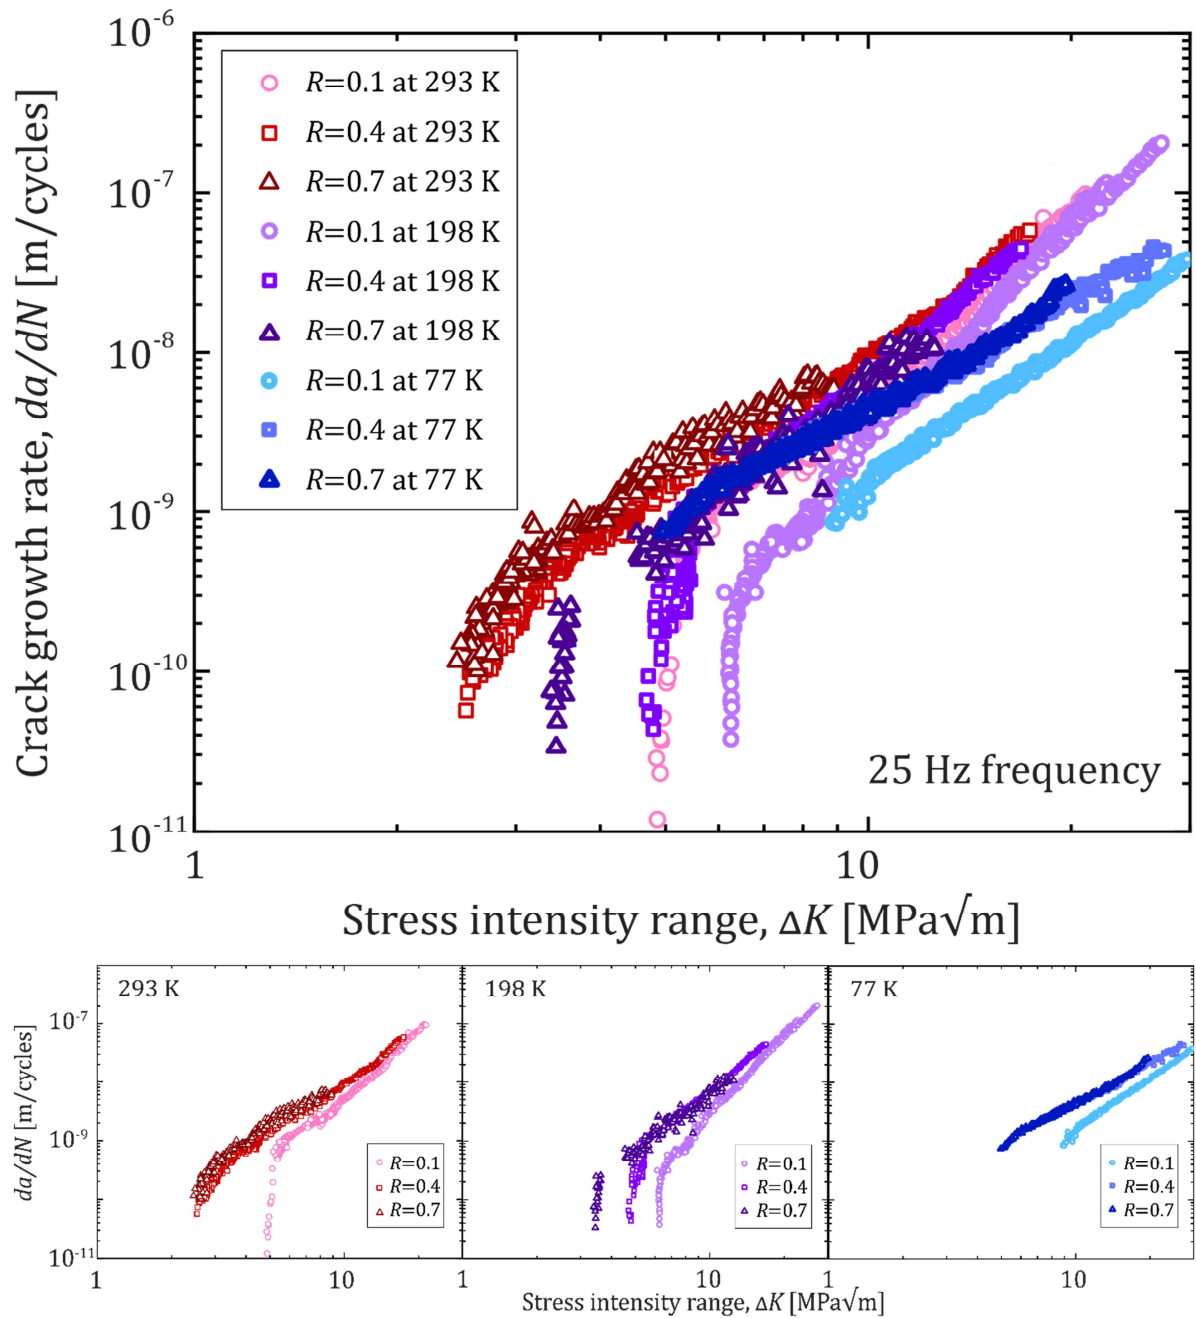 Crack growth rate, da/dN [m/cycles]
10⁻⁶
10⁻⁷
10⁻⁸
10⁻⁹
10⁻¹⁰
10⁻¹¹
R=0.1 at 293 K
R=0.4 at 293 K
R=0.7 at 293 K
R=0.1 at 198 K
R=0.4 at 198 K
R=0.7 at 198 K
R=0.1 at 77 K
R=0.4 at 77 K
R=0.7 at 77 K
25 Hz frequency
1 10
Stress intensity range, ΔK [MPa√m]
da/dN [m/cycles]
10⁻⁷
10⁻⁹
10⁻¹¹
293 K
R=0.1
R=0.4
R=0.7
198 K
R=0.1
R=0.4
R=0.7
77 K
R=0.1
R=0.4
R=0.7
1 10 1 10 1 10
Stress intensity range, ΔK [MPa√m]